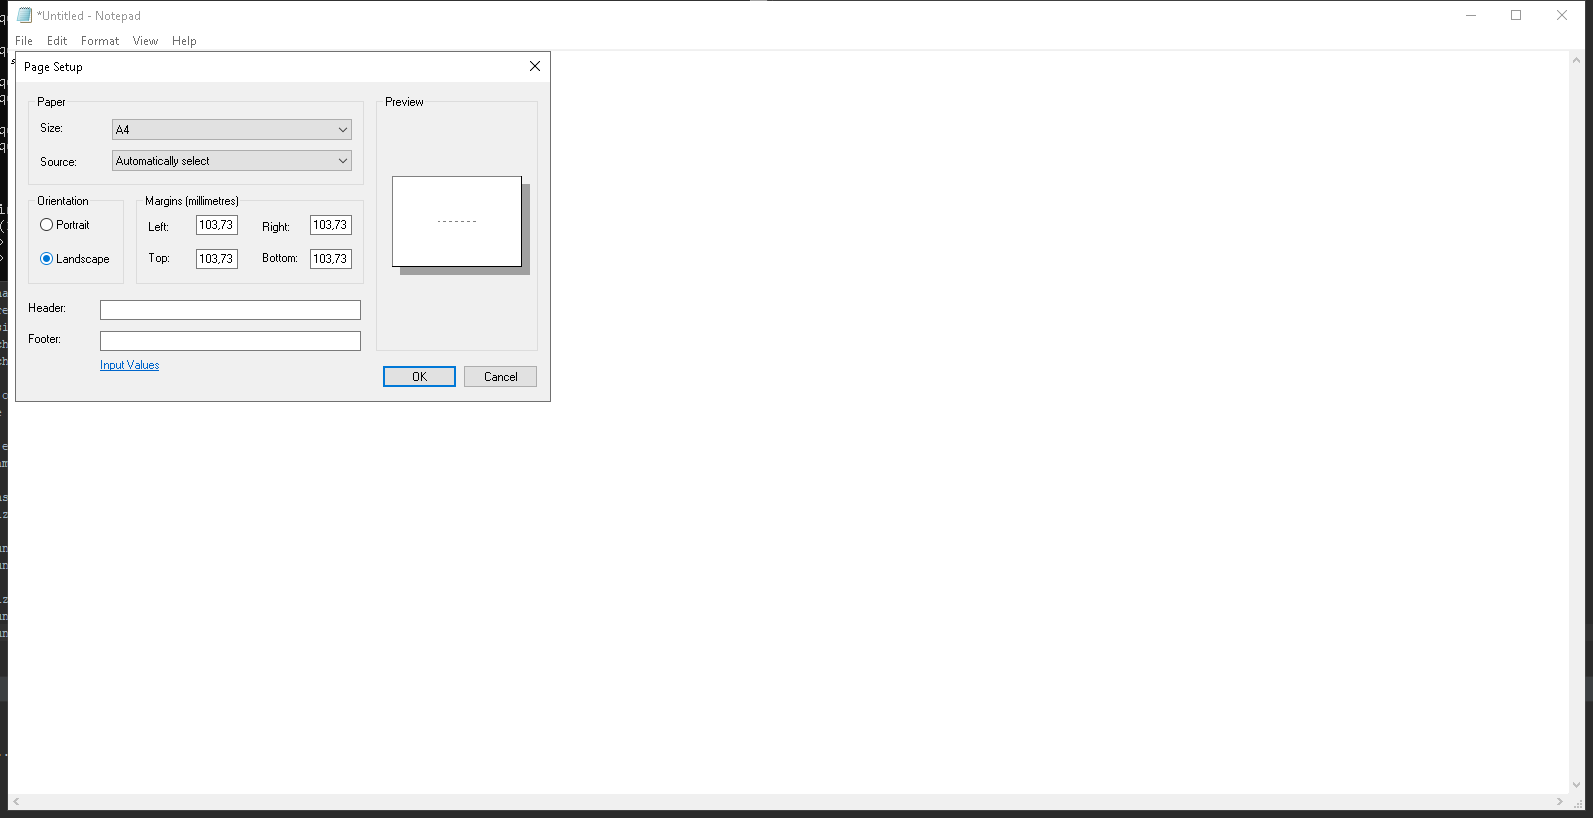 *Untitled - Notepad
File Edit Format View Help
Page Setup
Paper
Size: A4
Source: Automatically select
Orientation
Portrait
Landscape
Margins (millimetres)
Left: 103,73 Right: 103,73
Top: 103,73 Bottom: 103,73
Header:
Footer:
Input Values
Preview
OK Cancel